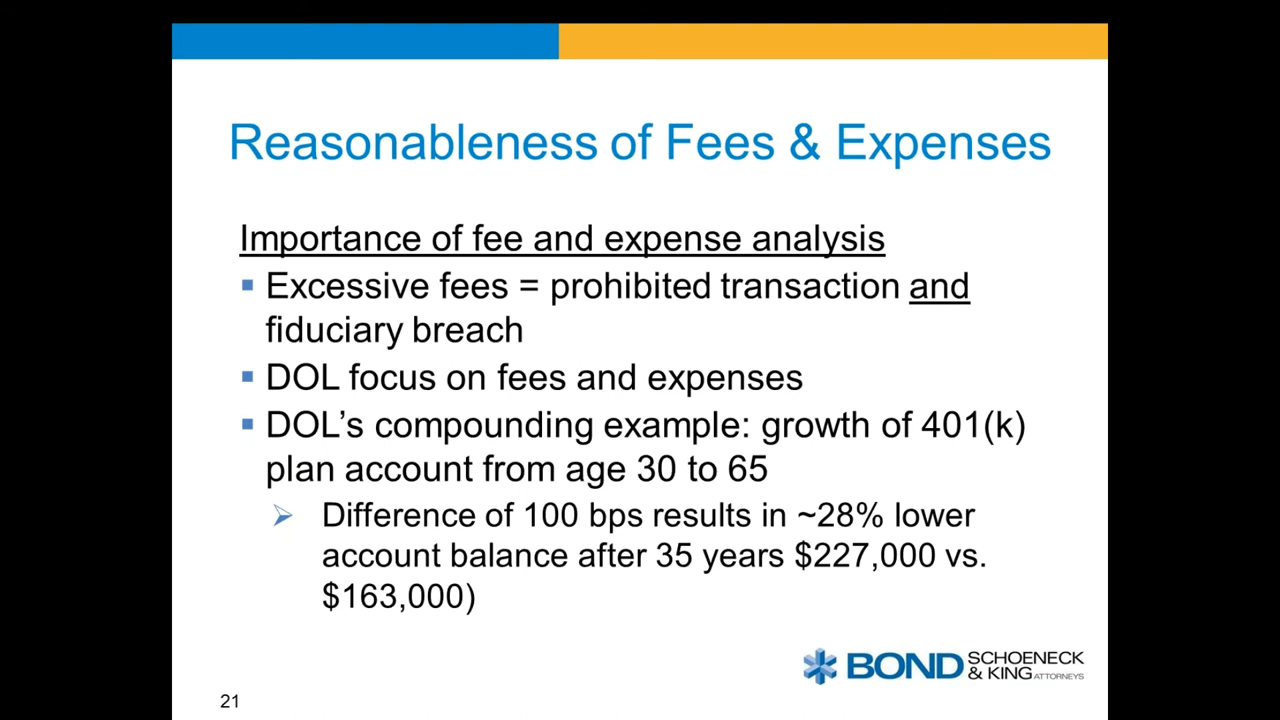 Reasonableness of Fees & Expenses
Importance of fee and expense analysis
▪ Excessive fees = prohibited transaction and
fiduciary breach
▪ DOL focus on fees and expenses
▪ DOL’s compounding example: growth of 401(k)
plan account from age 30 to 65
➢ Difference of 100 bps results in ~28% lower
account balance after 35 years $227,000 vs.
$163,000)
BOND SCHOENECK
& KING ATTORNEYS
21